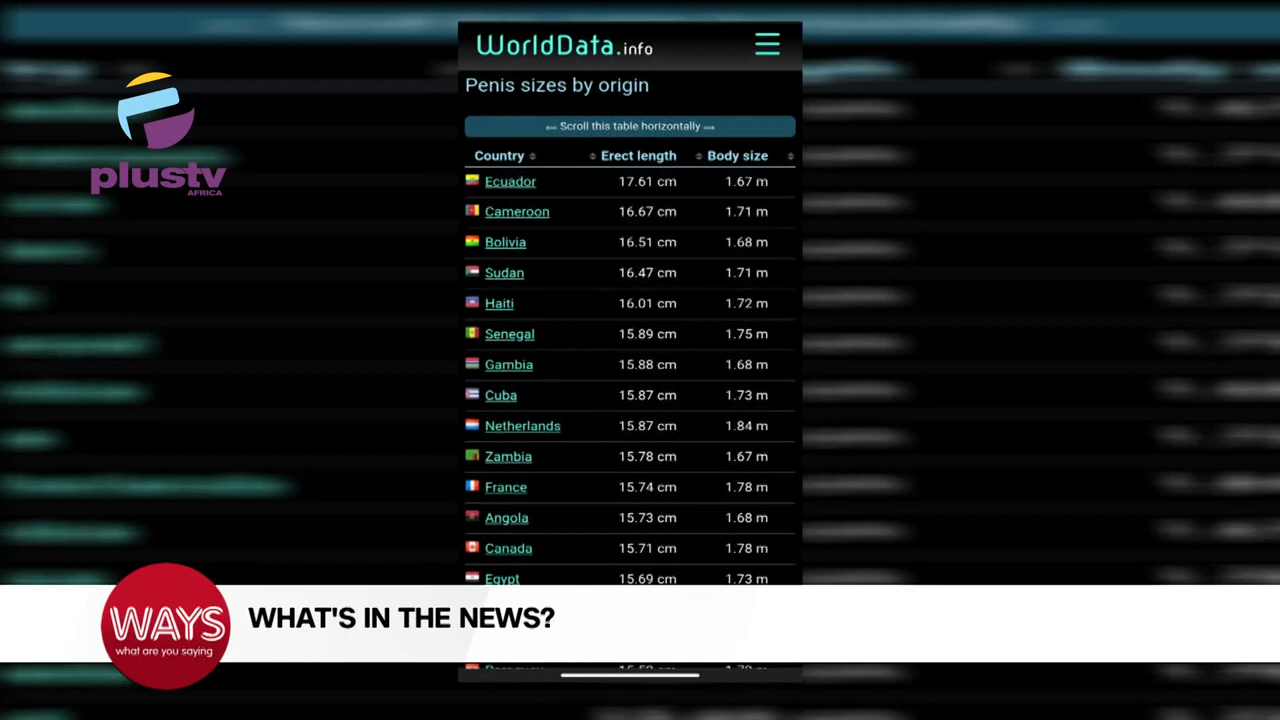 WorldData.info
Penis sizes by origin
⟸ Scroll this table horizontally ⟹
Country Erect length Body size
Ecuador 17.61 cm 1.67 m
Cameroon 16.67 cm 1.71 m
Bolivia 16.51 cm 1.68 m
Sudan 16.47 cm 1.71 m
Haiti 16.01 cm 1.72 m
Senegal 15.89 cm 1.75 m
Gambia 15.88 cm 1.68 m
Cuba 15.87 cm 1.73 m
Netherlands 15.87 cm 1.84 m
Zambia 15.78 cm 1.67 m
France 15.74 cm 1.78 m
Angola 15.73 cm 1.68 m
Canada 15.71 cm 1.78 m
Egypt 15.69 cm 1.73 m
plustv
AFRICA
WAYS
what are you saying
WHAT'S IN THE NEWS?